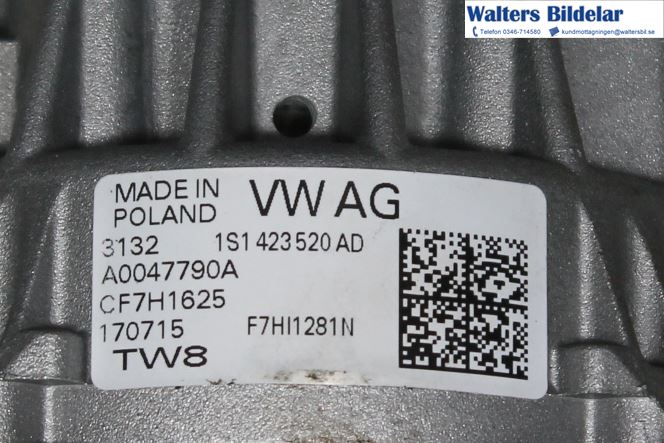 Walters Bildelar
Telefon 0346-714580 kundmottagningen@waltersbil.se
MADE IN
POLAND
VW AG
3132 1S1 423 520 AD
A0047790A
CF7H1625
170715 F7HI1281N
TW8